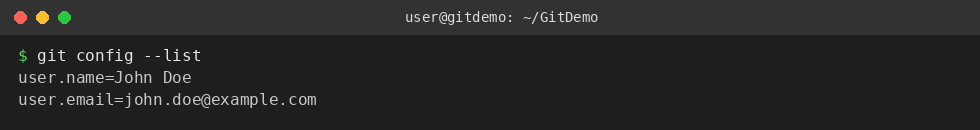 user@gitdemo: ~/GitDemo
$ git config --list
user.name=John Doe
user.email=john.doe@example.com